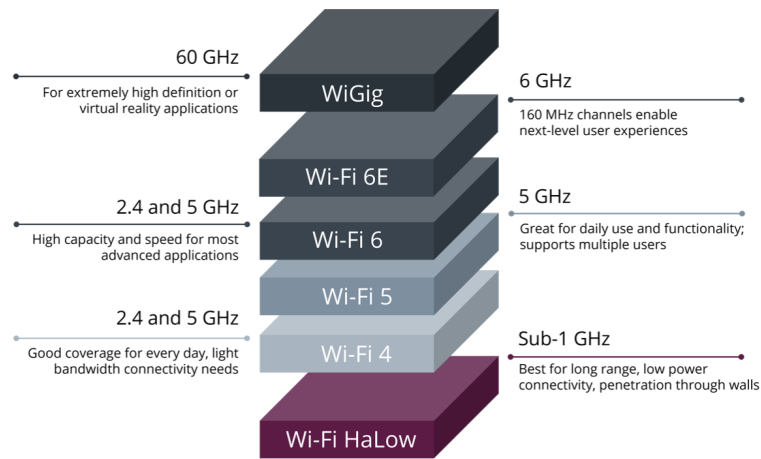 60 GHz
For extremely high definition or
virtual reality applications
WiGig
6 GHz
160 MHz channels enable
next-level user experiences
Wi-Fi 6E
2.4 and 5 GHz
High capacity and speed for most
advanced applications
Wi-Fi 6
5 GHz
Great for daily use and functionality;
supports multiple users
Wi-Fi 5
2.4 and 5 GHz
Good coverage for every day, light
bandwidth connectivity needs
Wi-Fi 4
Sub-1 GHz
Best for long range, low power
connectivity, penetration through walls
Wi-Fi HaLow